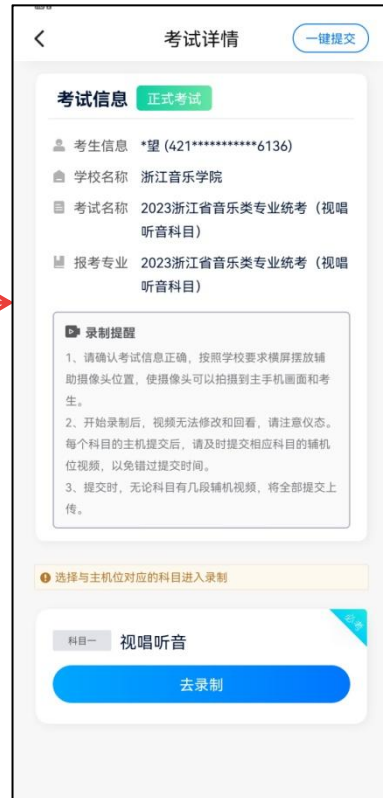 考试详情
一键提交
考试信息 正式考试
考生信息 *望 (421***********6136)
学校名称 浙江音乐学院
考试名称 2023浙江省音乐类专业统考（视唱
听音科目）
报考专业 2023浙江省音乐类专业统考（视唱
听音科目）
录制提醒
1、请确认考试信息正确，按照学校要求横屏摆放辅
助摄像头位置，使摄像头可以拍摄到主手机画面和考
生。
2、开始录制后，视频无法修改和回看，请注意仪态。
每个科目的主机提交后，请及时提交相应科目的辅机
位视频，以免错过提交时间。
3、提交时，无论科目有几段辅机视频，将全部提交上
传。
选择与主机位对应的科目进入录制
必考
科目一 视唱听音
去录制